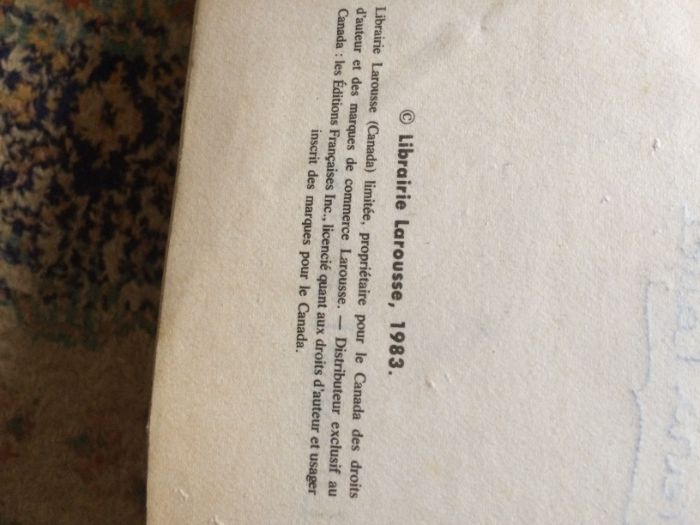 © Librairie Larousse, 1983.
Librairie Larousse (Canada) limitée, propriétaire pour le Canada des droits
d'auteur et des marques de commerce Larousse. — Distributeur exclusif au
Canada : les Éditions Françaises Inc., licencié quant aux droits d'auteur et usager
inscrit des marques pour le Canada.